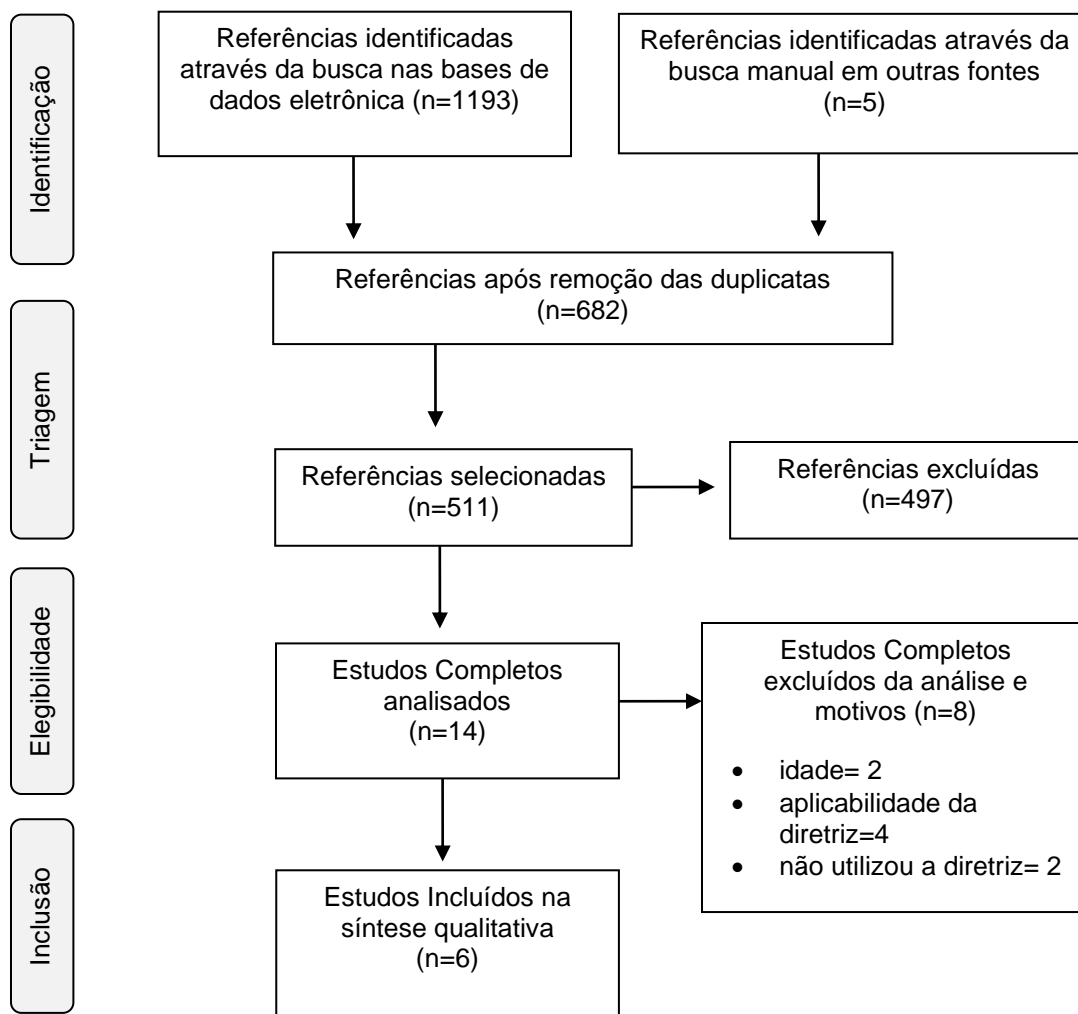 Identificação
Referências identificadas
através da busca nas bases de
dados eletrônica (n=1193)
Referências identificadas através da
busca manual em outras fontes
(n=5)
Referências após remoção das duplicatas
(n=682)
Triagem
Referências selecionadas
(n=511)
Referências excluídas
(n=497)
Elegibilidade
Estudos Completos
analisados
(n=14)
Estudos Completos
excluídos da análise e
motivos (n=8)
• idade= 2
• aplicabilidade da
diretriz=4
• não utilizou a diretriz= 2
Inclusão
Estudos Incluídos na
síntese qualitativa
(n=6)